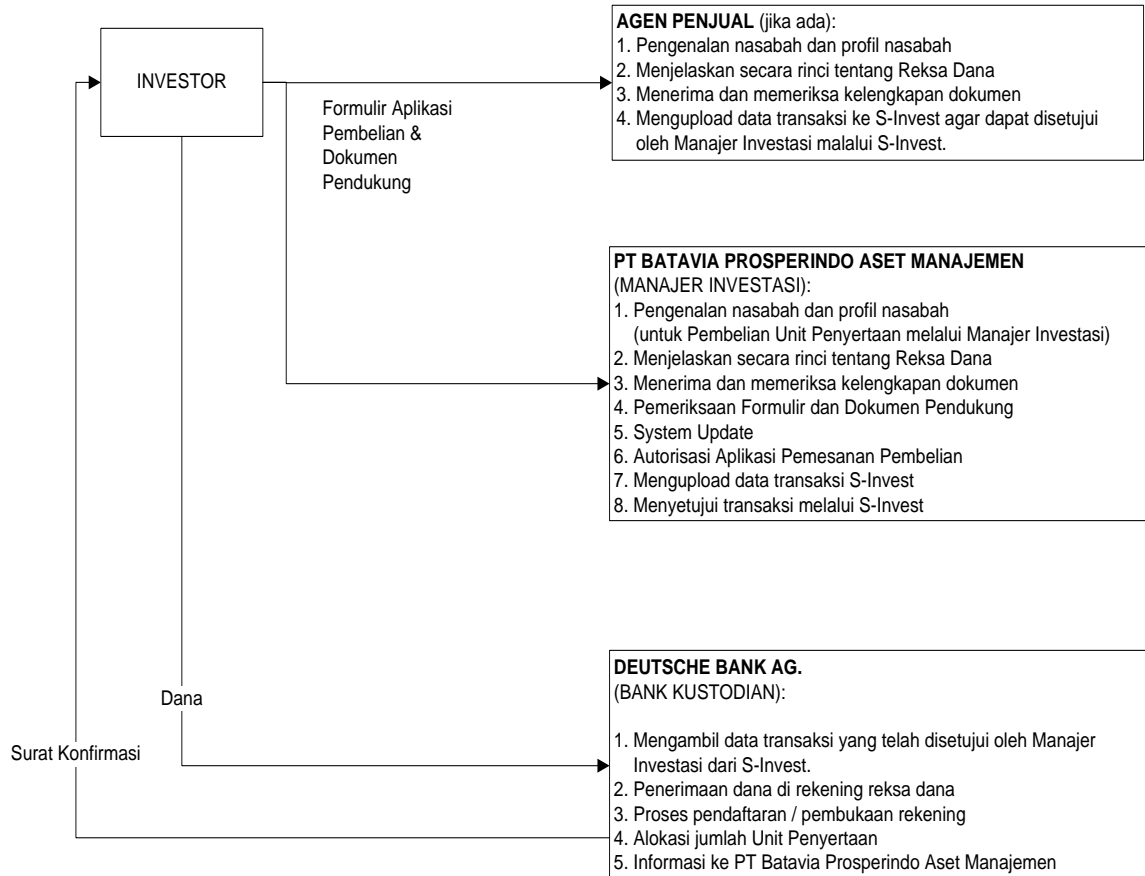 INVESTOR
Formulir Aplikasi
Pembelian &
Dokumen
Pendukung
AGEN PENJUAL (jika ada):
1. Pengenalan nasabah dan profil nasabah
2. Menjelaskan secara rinci tentang Reksa Dana
3. Menerima dan memeriksa kelengkapan dokumen
4. Mengupload data transaksi ke S-Invest agar dapat disetujui
oleh Manajer Investasi malalui S-Invest.
PT BATAVIA PROSPERINDO ASET MANAJEMEN
(MANAJER INVESTASI):
1. Pengenalan nasabah dan profil nasabah
(untuk Pembelian Unit Penyertaan melalui Manajer Investasi)
2. Menjelaskan secara rinci tentang Reksa Dana
3. Menerima dan memeriksa kelengkapan dokumen
4. Pemeriksaan Formulir dan Dokumen Pendukung
5. System Update
6. Autorisasi Aplikasi Pemesanan Pembelian
7. Mengupload data transaksi S-Invest
8. Menyetujui transaksi melalui S-Invest
Dana
Surat Konfirmasi
DEUTSCHE BANK AG.
(BANK KUSTODIAN):
1. Mengambil data transaksi yang telah disetujui oleh Manajer
Investasi dari S-Invest.
2. Penerimaan dana di rekening reksa dana
3. Proses pendaftaran / pembukaan rekening
4. Alokasi jumlah Unit Penyertaan
5. Informasi ke PT Batavia Prosperindo Aset Manajemen